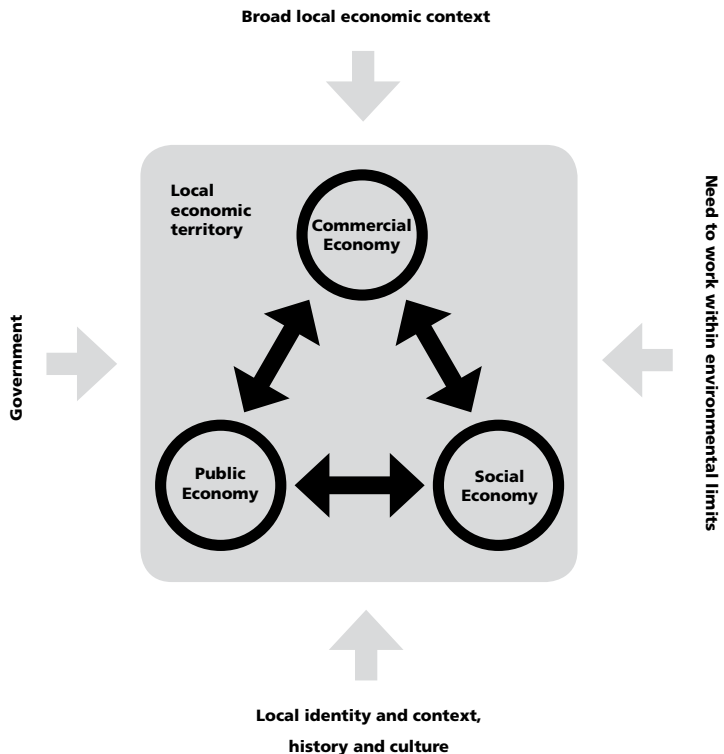 Broad local economic context
Local
economic
territory
Commercial
Economy
Government
Need to work within environmental limits
Public
Economy
Social
Economy
Local identity and context,
history and culture